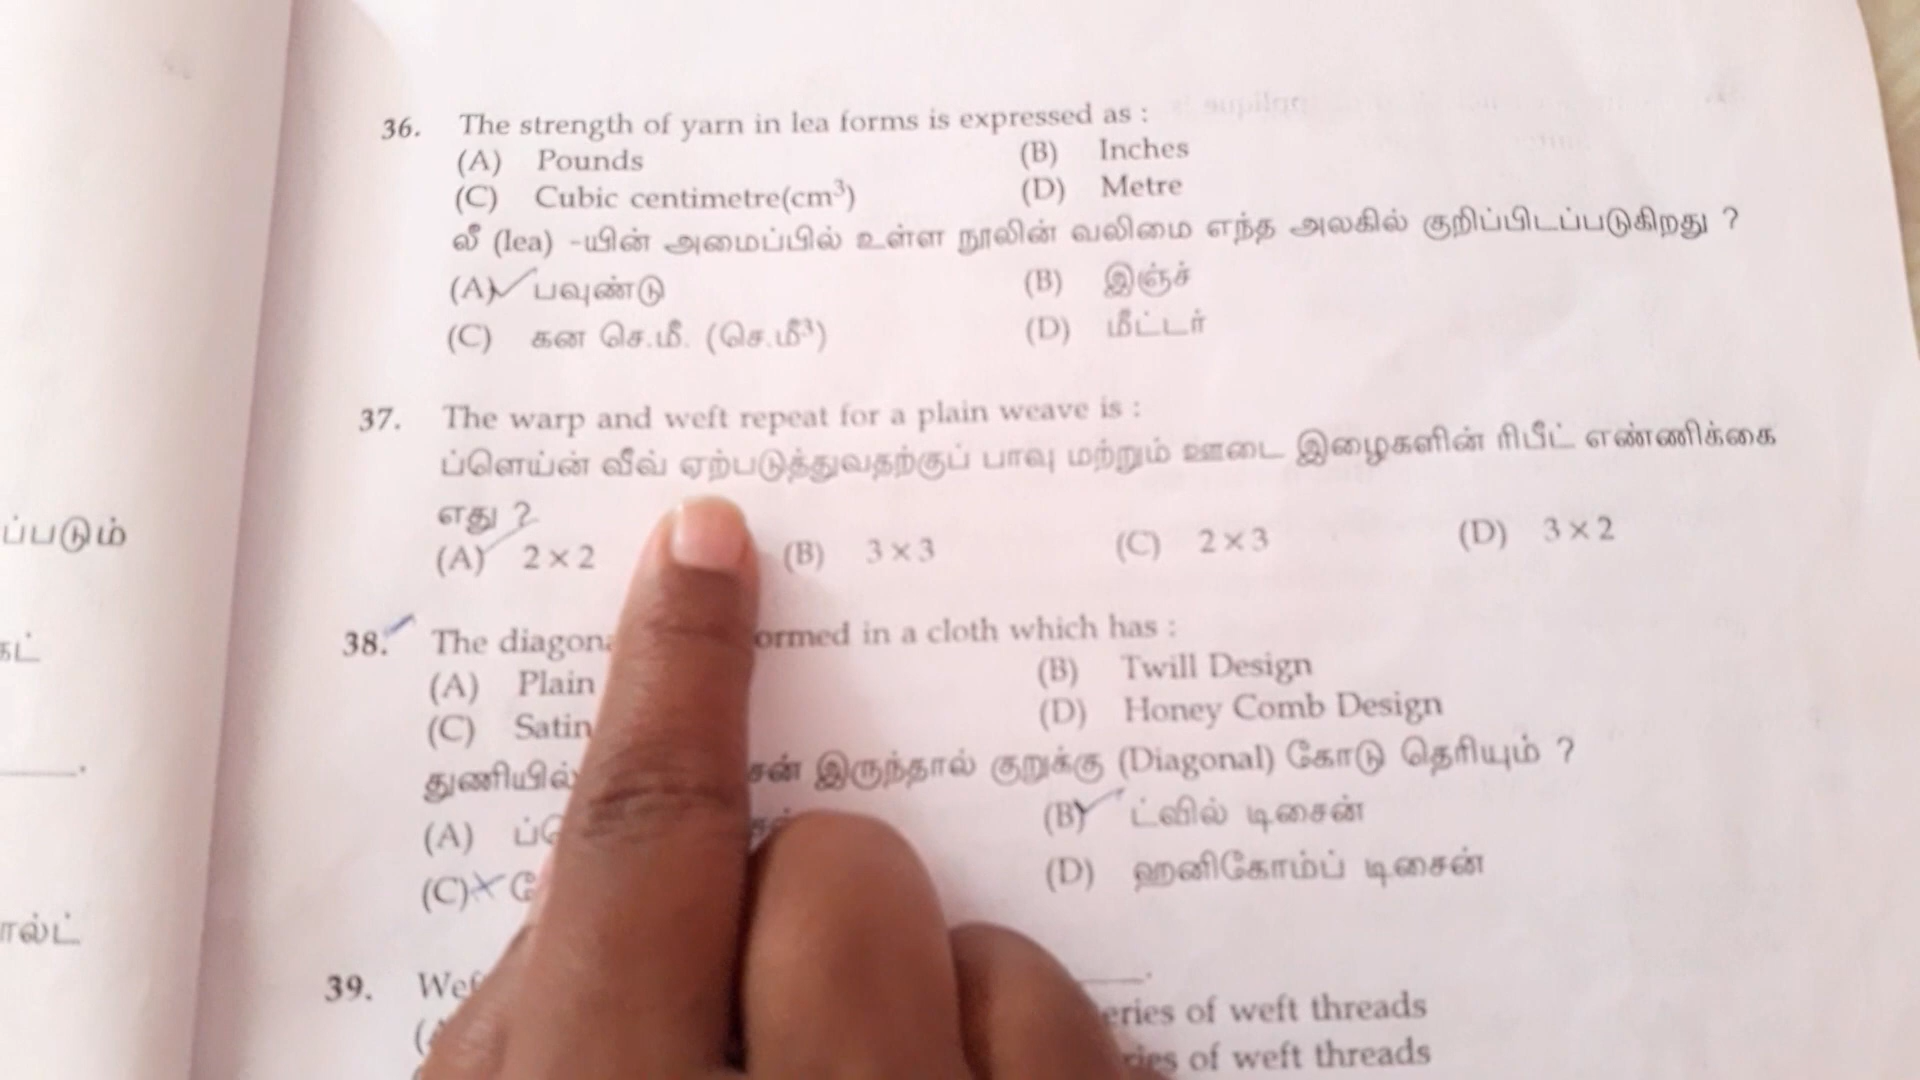 36. The strength of yarn in lea forms is expressed as :
(A) Pounds (B) Inches
(C) Cubic centimetre(cm³) (D) Metre
லீ (lea) -யின் அமைப்பில் உள்ள நூலின் வலிமை எந்த அலகில் குறிப்பிடப்படுகிறது ?
(A) பவுண்டு (B) இஞ்ச்
(C) கன செ.மீ. (செ.மீ³) (D) மீட்டர்
37. The warp and weft repeat for a plain weave is :
ப்ளெய்ன் வீவ் ஏற்படுத்துவதற்குப் பாவு மற்றும் ஊடை இழைகளின் ரிபீட் எண்ணிக்கை
எது ?
(A) 2 × 2 (B) 3 × 3 (C) 2 × 3 (D) 3 × 2
ப்படும்
38. The ormed in a cloth which has :
(A) Plain (B) Twill Design
(C) Satin (D) Honey Comb Design
துணியில் சன் இருந்தால் குறுக்கு (Diagonal) கோடு தெரியும் ?
(A) (B) ட்வில் டிசைன்
(C) (D) ஹனிகோம்ப் டிசைன்
39.
eries of weft threads
ries of weft threads